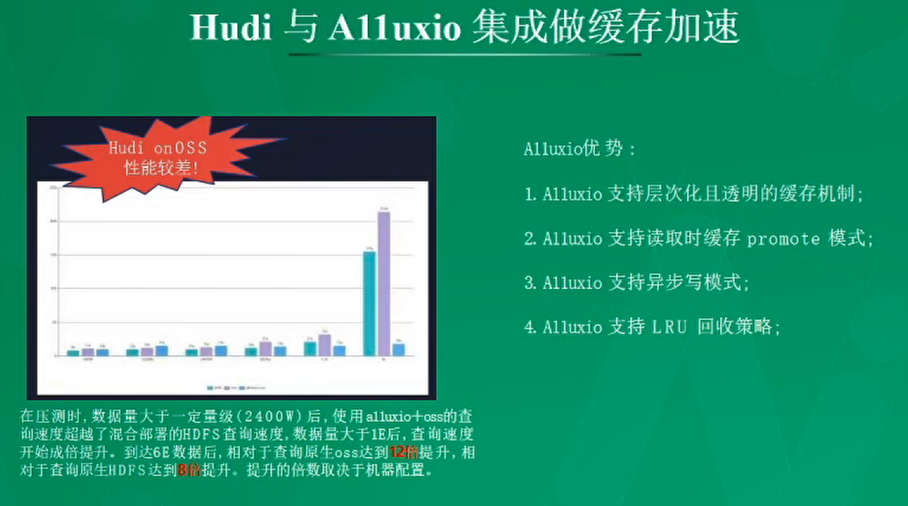 Hudi 与 Alluxio 集成做缓存加速
Hudi onOSS
性能较差!
Alluxio优 势 :
1. Alluxio 支持层次化且透明的缓存机制;
2. Alluxio 支持读取时缓存 promote 模式;
3. Alluxio 支持异步写模式;
4. Alluxio 支持 LRU 回收策略;
在压测时,数据量大于一定量级(2400W)后,使用alluxio+oss的查
询速度超越了混合部署的HDFS查询速度,数据量大于1E后,查询速度
开始成倍提升。到达6E数据后,相对于查询原生oss达到12倍提升,相
对于查询原生HDFS达到8倍提升。提升的倍数取决于机器配置。